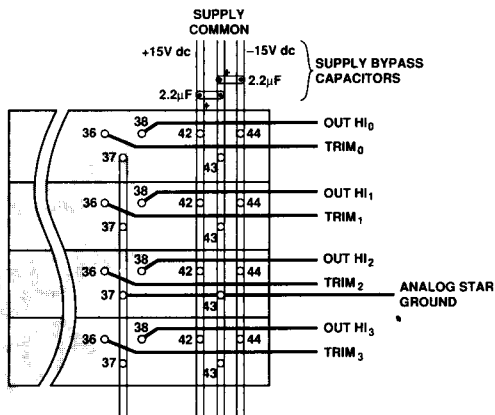 SUPPLY
COMMON
+15V dc
−15V dc
SUPPLY BYPASS
CAPACITORS
+
2.2μF
2.2μF
+
36 38 42 44 OUT HI₀
TRIM₀
37 43
36 38 42 44 OUT HI₁
TRIM₁
37 43
36 38 42 44 OUT HI₂
TRIM₂
37 43
ANALOG STAR
GROUND
36 38 42 44 OUT HI₃
TRIM₃
37 43